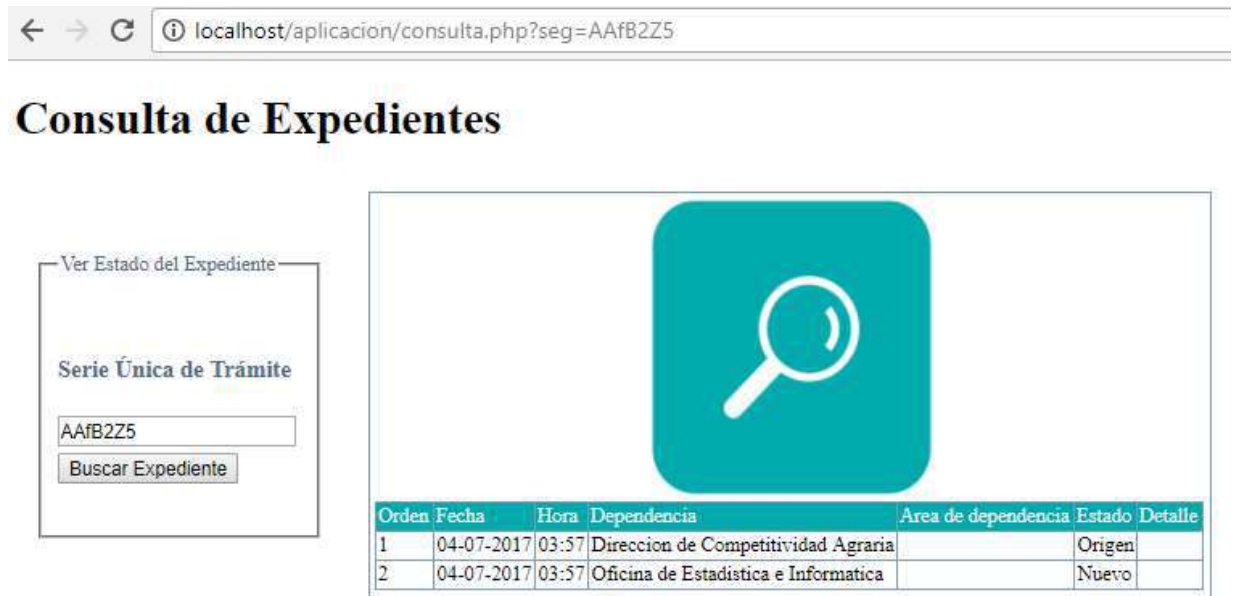 localhost/aplicacion/consulta.php?seg=AAfB2Z5
Consulta de Expedientes
Ver Estado del Expediente
Serie Única de Trámite
AAfB2Z5
Buscar Expediente
Orden Fecha Hora Dependencia Area de dependencia Estado Detalle
1 04-07-2017 03:57 Direccion de Competitividad Agraria Origen
2 04-07-2017 03:57 Oficina de Estadistica e Informatica Nuevo